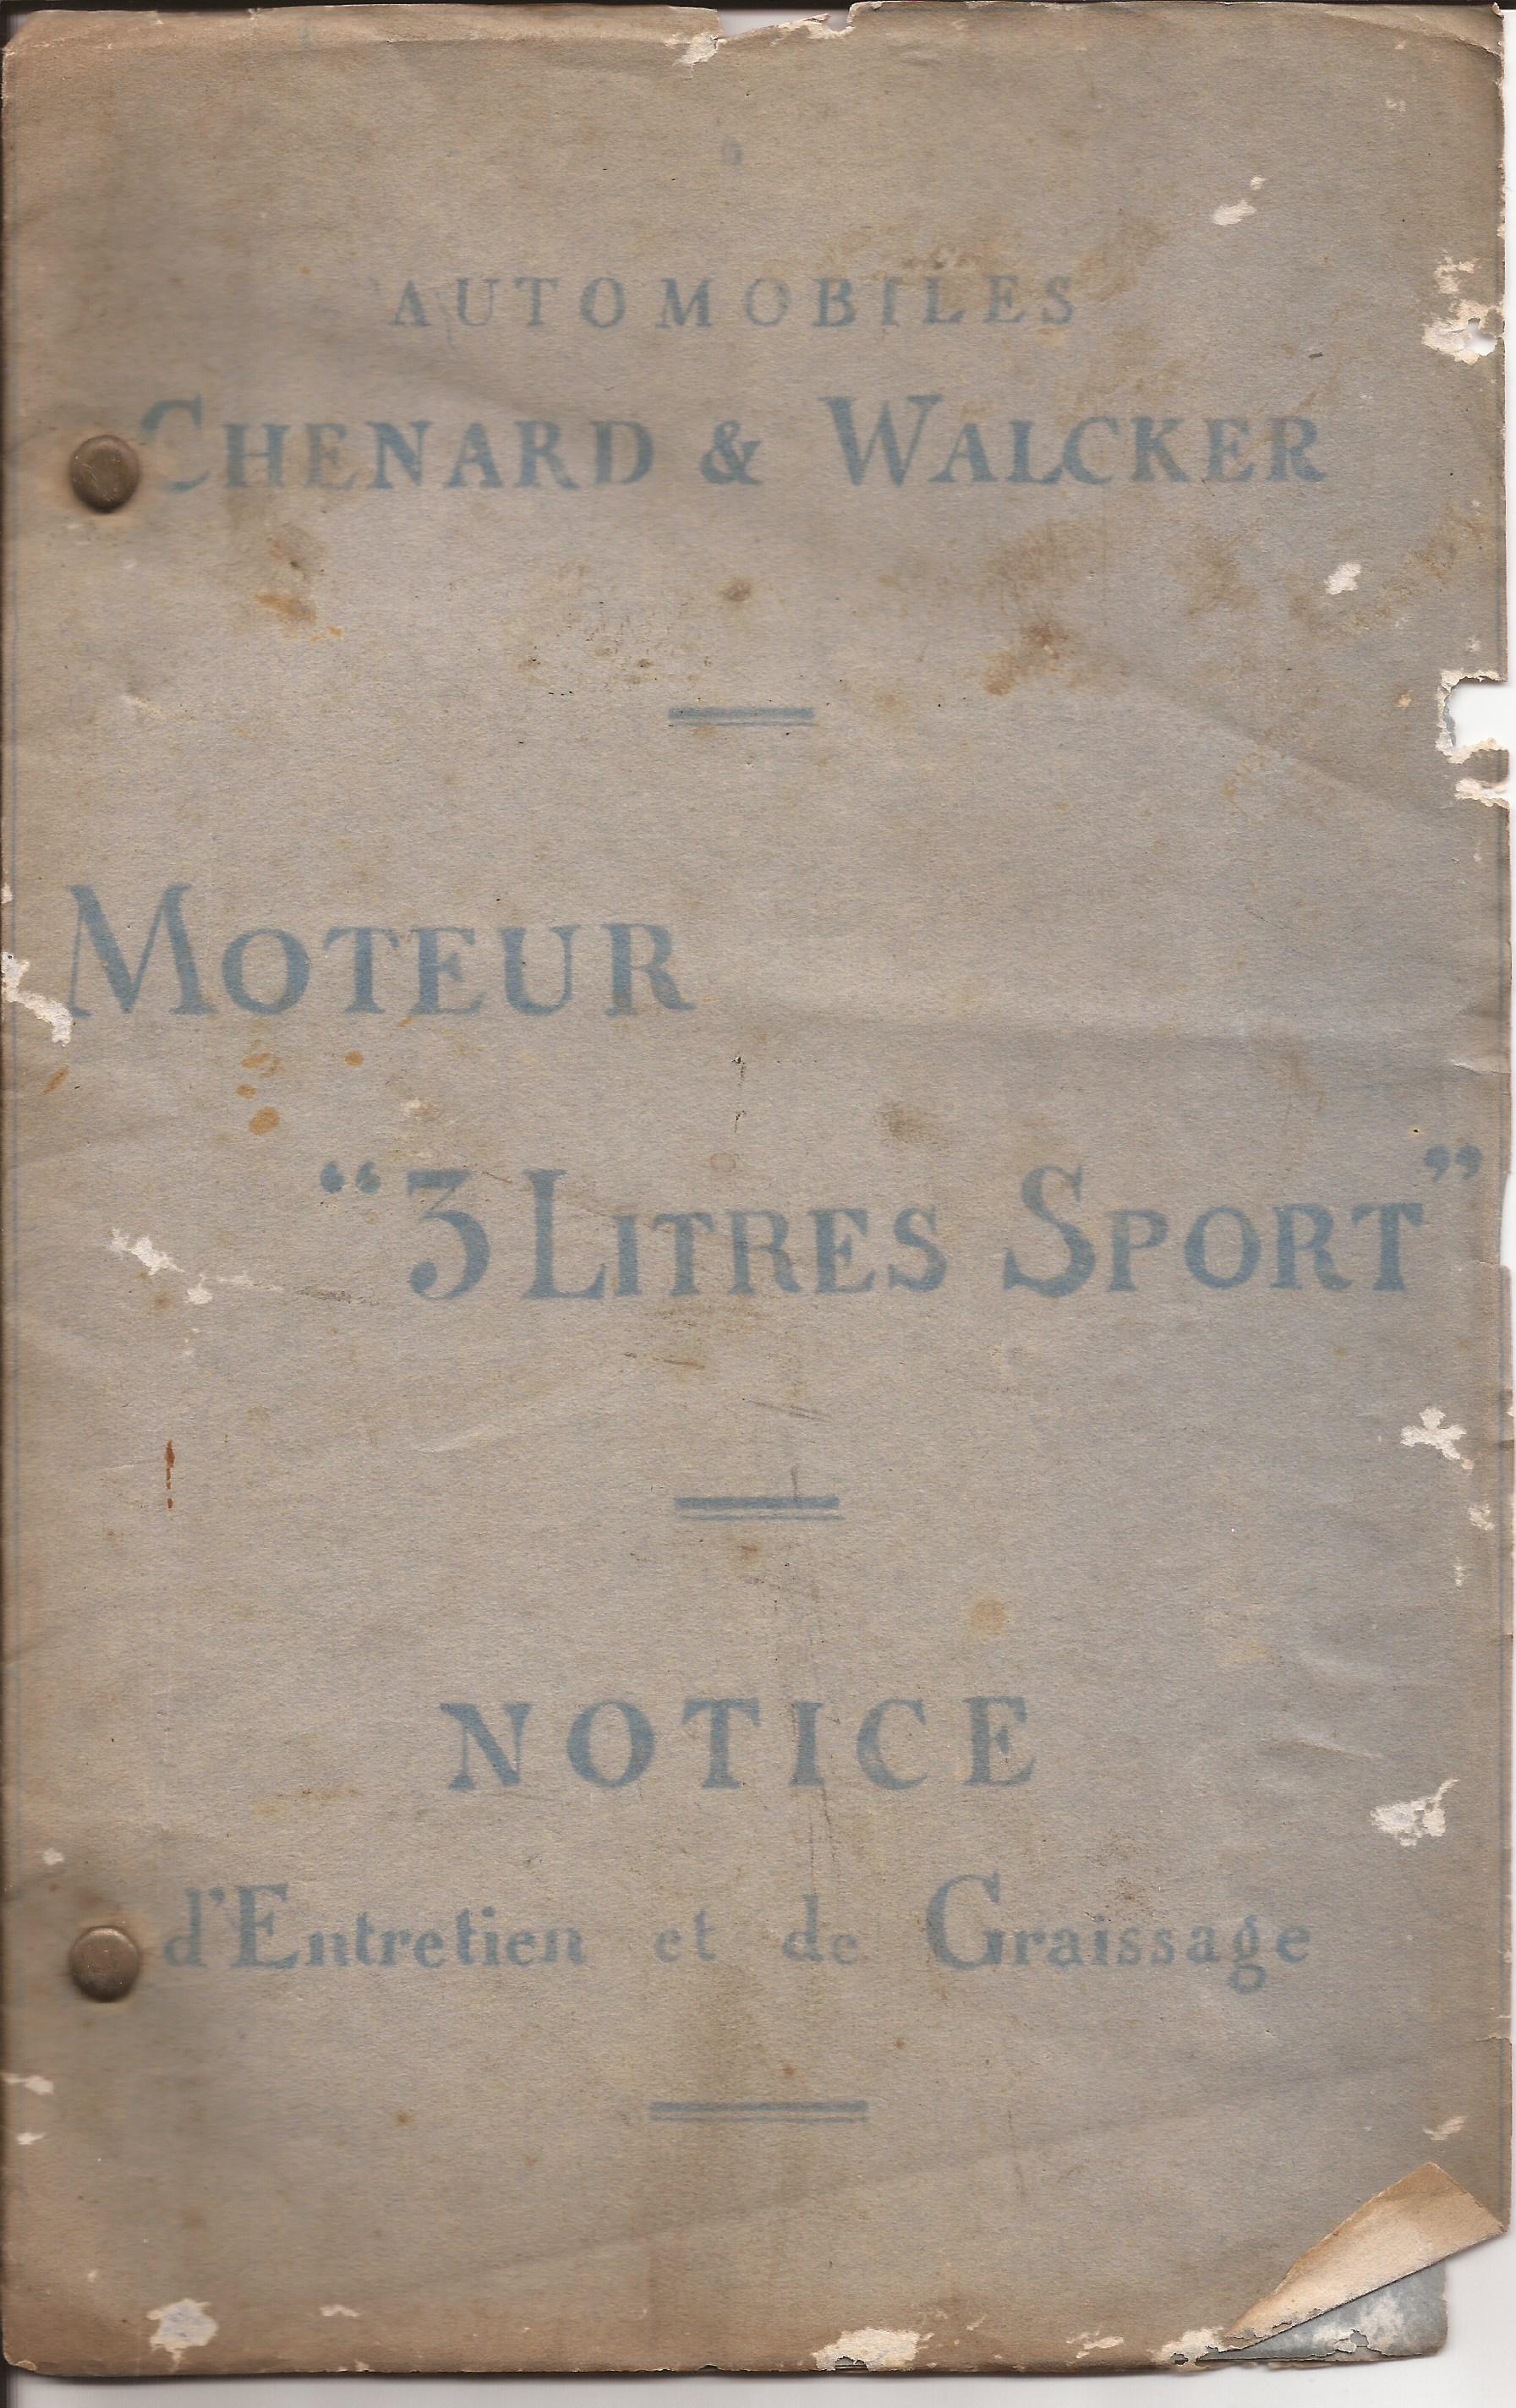 AUTOMOBILES
CHENARD & WALCKER
MOTEUR
“3 LITRES SPORT”
NOTICE
d'Entretien et de Graissage